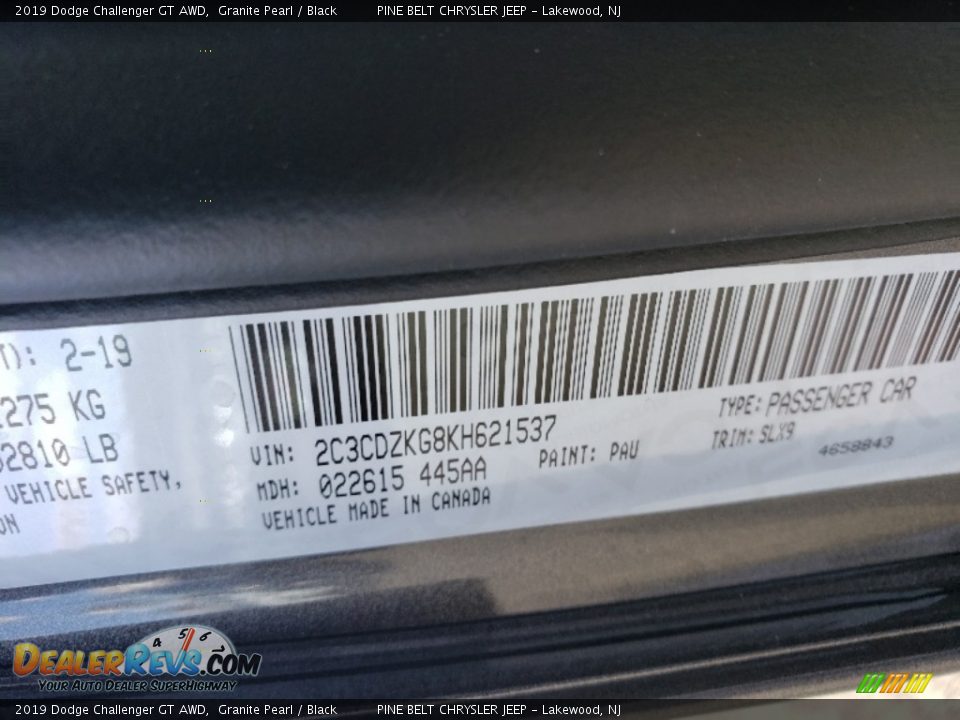 2019 Dodge Challenger GT AWD,  Granite Pearl / Black  PINE BELT CHRYSLER JEEP - Lakewood, NJ
2-19
275 KG
2810 LB
VEHICLE SAFETY,
VIN: 2C3CDZKG8KH621537
TYPE: PASSENGER CAR
MDH: 022615 445AA
PAINT: PAU
TRIM: SLX9
4658843
VEHICLE MADE IN CANADA
4 5 6
DEALERREVS.COM
YOUR AUTO DEALER SUPERHIGHWAY
2019 Dodge Challenger GT AWD,  Granite Pearl / Black  PINE BELT CHRYSLER JEEP - Lakewood, NJ